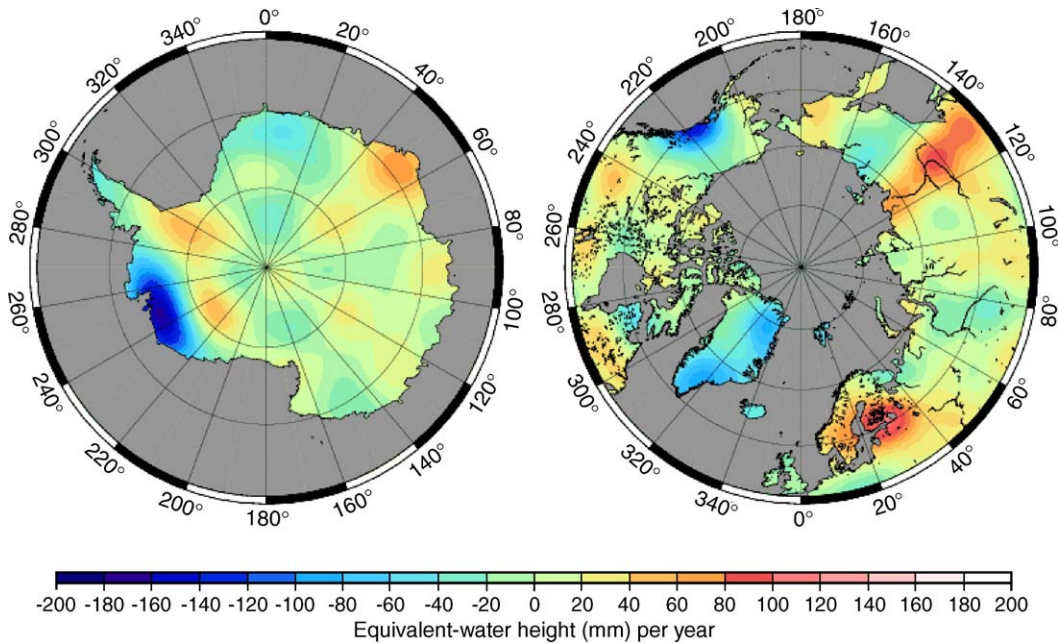 0° 20° 40° 60° 80° 100° 120° 140° 160° 180° 200° 220° 240° 260° 280° 300° 320° 340°
180° 160° 140° 120° 100° 80° 60° 40° 20° 0° 340° 320° 300° 280° 260° 240° 220° 200°
-200 -180 -160 -140 -120 -100 -80 -60 -40 -20 0 20 40 60 80 100 120 140 160 180 200
Equivalent-water height (mm) per year